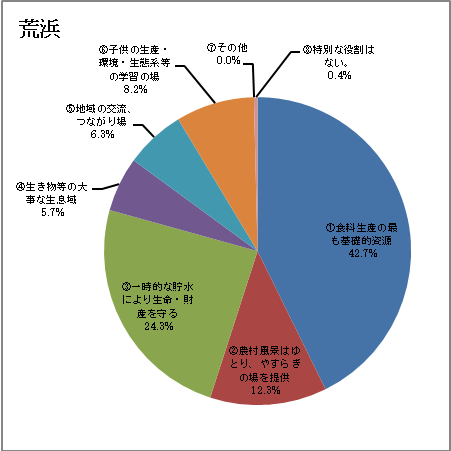 荒浜
①食料生産の最
も基礎的資源
42.7%
②農村風景はゆ
とり、やすらぎ
の場を提供
12.3%
③一時的な貯水
により生命・財
産を守る
24.3%
④生き物等の大
事な生息域
5.7%
⑤地域の交流、
つながり場
6.3%
⑥子供の生産・
環境・生態系等
の学習の場
8.2%
⑦その他
0.0%
⑧特別な役割は
ない。
0.4%